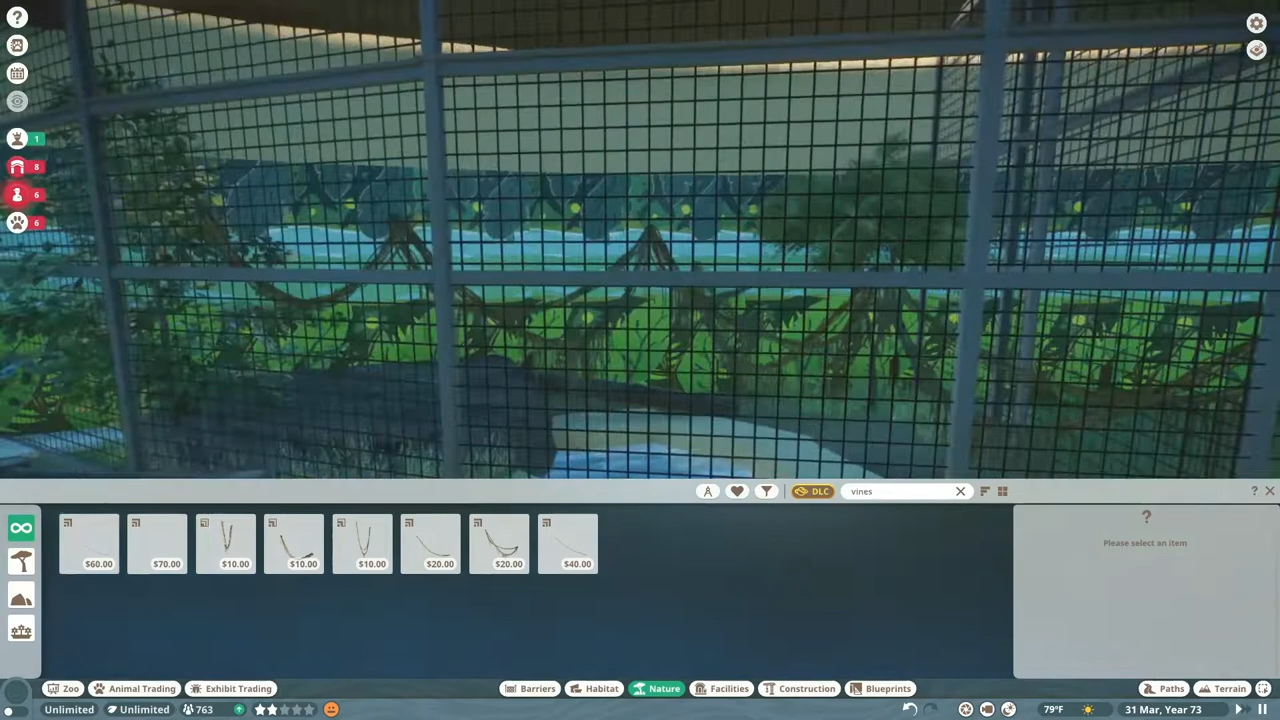 ?
1
8
6
6
DLC
vines
?
$60.00
$70.00
$10.00
$10.00
$10.00
$20.00
$20.00
$40.00
?
Please select an item
Zoo
Animal Trading
Exhibit Trading
Barriers
Habitat
Nature
Facilities
Construction
Blueprints
Paths
Terrain
Unlimited
Unlimited
763
79°F
31 Mar, Year 73